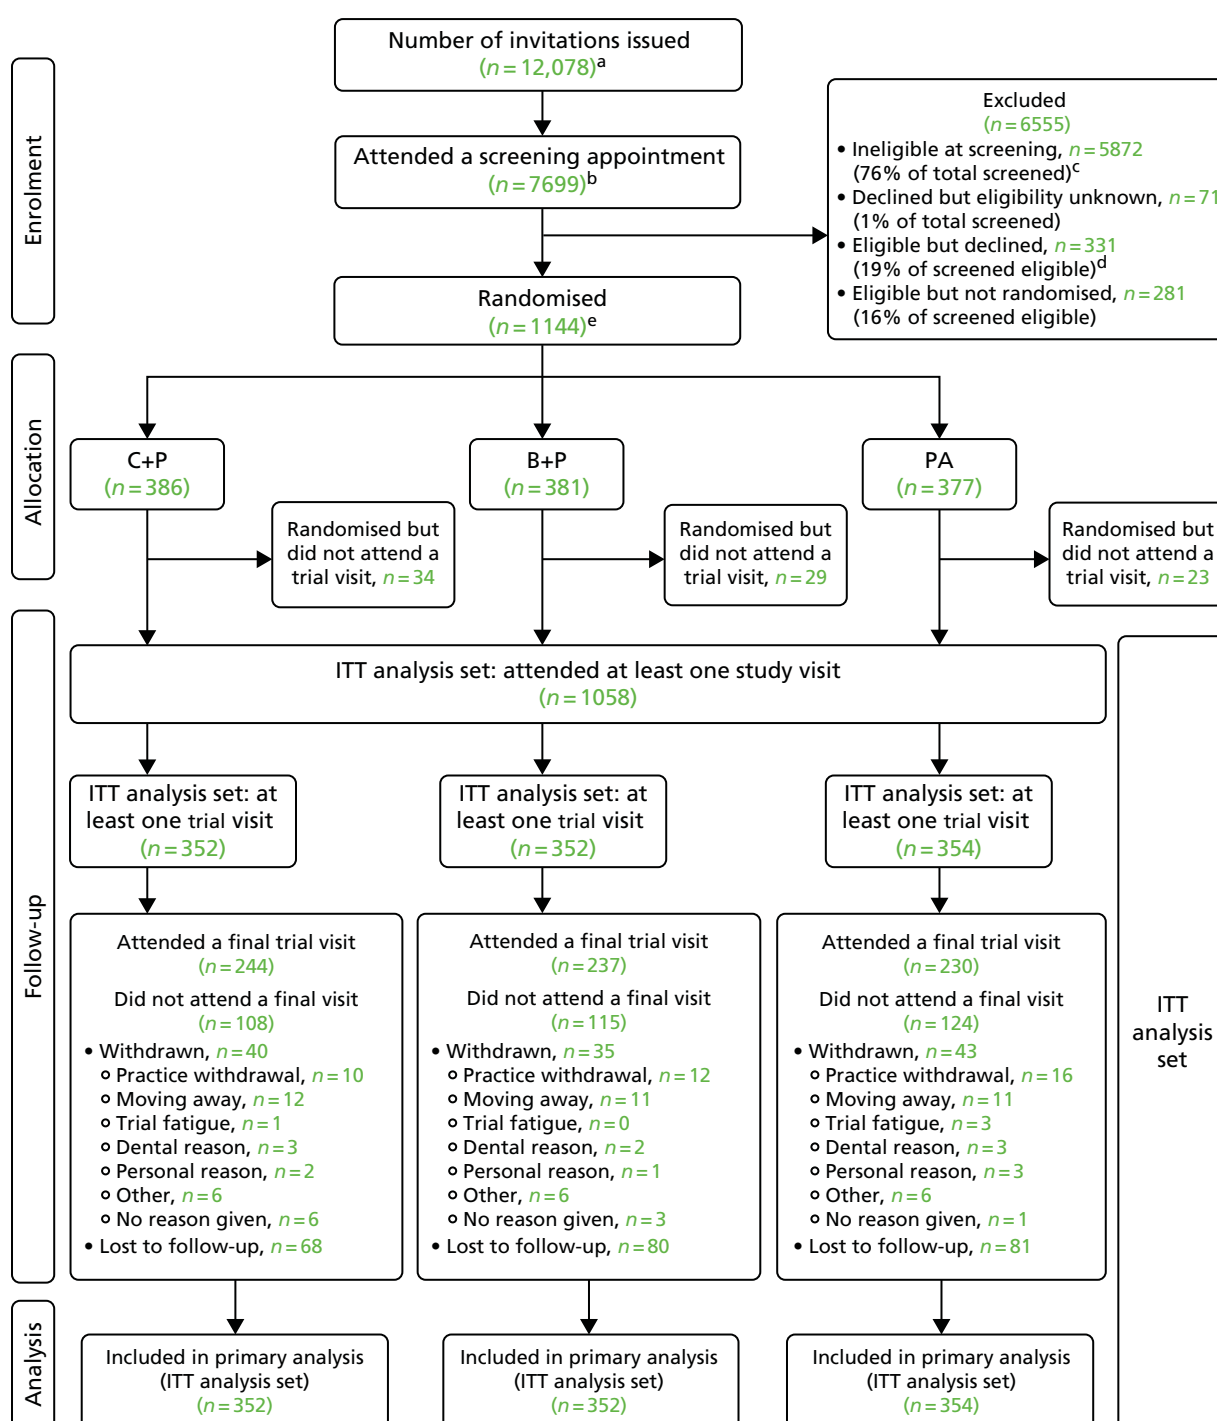 Number of invitations issued
(n = 12,078)a
Enrolment
Attended a screening appointment
(n = 7699)b
Excluded
(n = 6555)
• Ineligible at screening, n = 5872
(76% of total screened)c
• Declined but eligibility unknown, n = 71
(1% of total screened)
• Eligible but declined, n = 331
(19% of screened eligible)d
• Eligible but not randomised, n = 281
(16% of screened eligible)
Randomised
(n = 1144)e
Allocation
C+P
(n = 386)
B+P
(n = 381)
PA
(n = 377)
Randomised but
did not attend a
trial visit, n = 34
Randomised but
did not attend a
trial visit, n = 29
Randomised but
did not attend a
trial visit, n = 23
Follow-up
ITT analysis set: attended at least one study visit
(n = 1058)
ITT analysis set: at
least one trial visit
(n = 352)
ITT analysis set: at
least one trial visit
(n = 352)
ITT analysis set: at
least one trial visit
(n = 354)
Attended a final trial visit
(n = 244)
Did not attend a final visit
(n = 108)
• Withdrawn, n = 40
Practice withdrawal, n = 10
Moving away, n = 12
Trial fatigue, n = 1
Dental reason, n = 3
Personal reason, n = 2
Other, n = 6
No reason given, n = 6
• Lost to follow-up, n = 68
Attended a final trial visit
(n = 237)
Did not attend a final visit
(n = 115)
• Withdrawn, n = 35
Practice withdrawal, n = 12
Moving away, n = 11
Trial fatigue, n = 0
Dental reason, n = 2
Personal reason, n = 1
Other, n = 6
No reason given, n = 3
• Lost to follow-up, n = 80
Attended a final trial visit
(n = 230)
Did not attend a final visit
(n = 124)
• Withdrawn, n = 43
Practice withdrawal, n = 16
Moving away, n = 11
Trial fatigue, n = 3
Dental reason, n = 3
Personal reason, n = 3
Other, n = 6
No reason given, n = 1
• Lost to follow-up, n = 81
ITT
analysis
set
Analysis
Included in primary analysis
(ITT analysis set)
(n = 352)
Included in primary analysis
(ITT analysis set)
(n = 352)
Included in primary analysis
(ITT analysis set)
(n = 354)